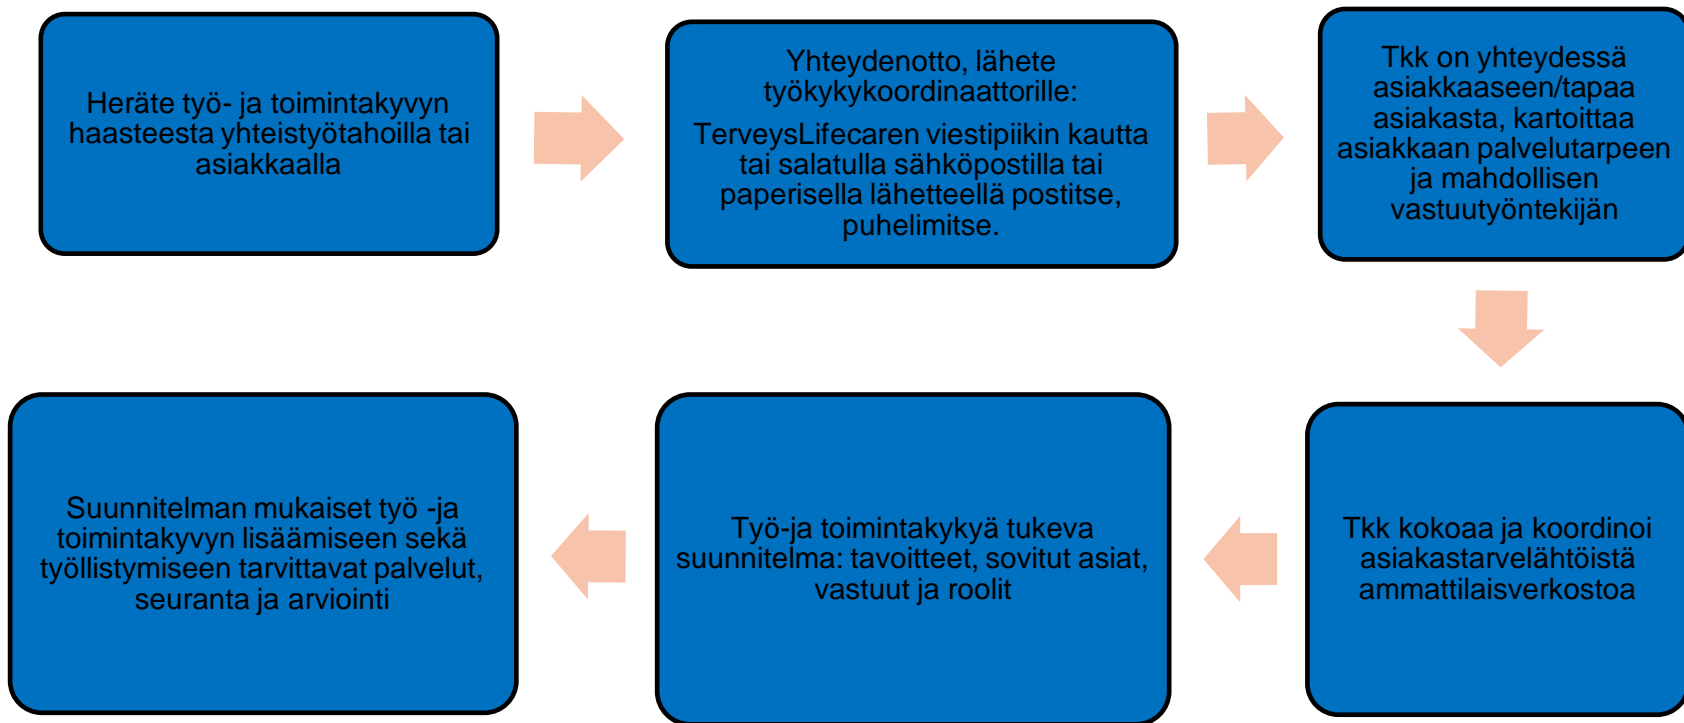 Heräte työ- ja toimintakyvyn
haasteesta yhteistyötahoilla tai
asiakkaalla
Yhteydenotto, lähete
työkykykoordinaattorille:
TerveysLifecaren viestipiikin kautta
tai salatulla sähköpostilla tai
paperisella lähetteellä postitse,
puhelimitse.
Tkk on yhteydessä
asiakkaaseen/tapaa
asiakasta, kartoittaa
asiakkaan palvelutarpeen
ja mahdollisen
vastuutyöntekijän
Tkk kokoaa ja koordinoi
asiakastarvelähtöistä
ammattilaisverkostoa
Työ-ja toimintakykyä tukeva
suunnitelma: tavoitteet, sovitut asiat,
vastuut ja roolit
Suunnitelman mukaiset työ -ja
toimintakyvyn lisäämiseen sekä
työllistymiseen tarvittavat palvelut,
seuranta ja arviointi